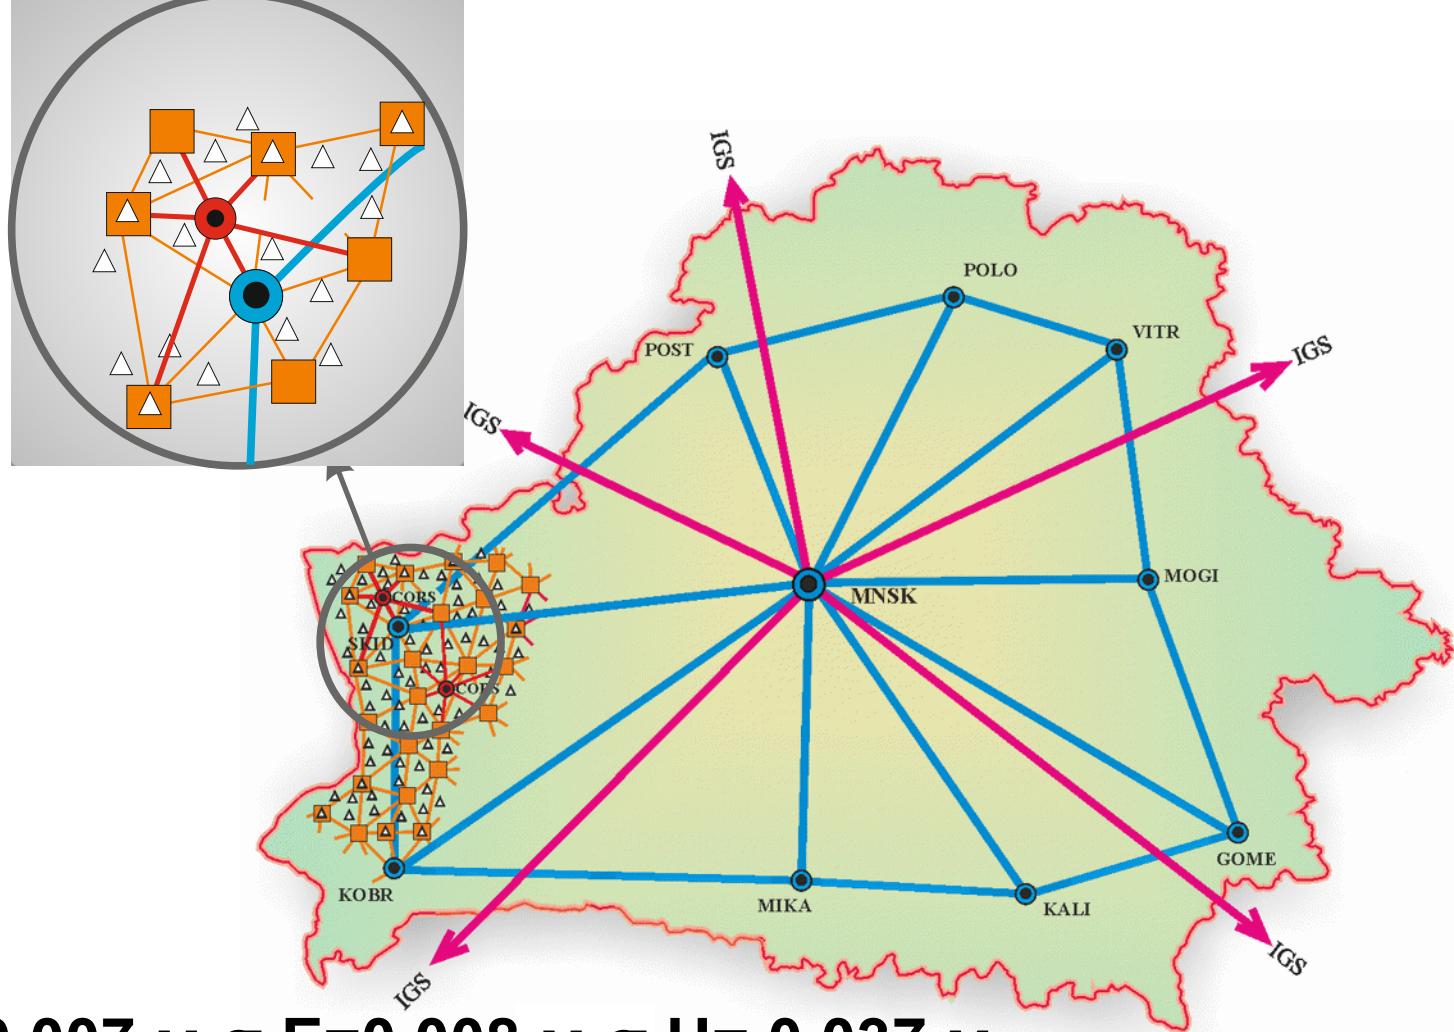 IGS
POLO
VITR
POST
IGS
IGS
CORS
MOGI
MNSK
SKID
CORS
GOME
KOBR
MIKA
KALI
IGS
IGS